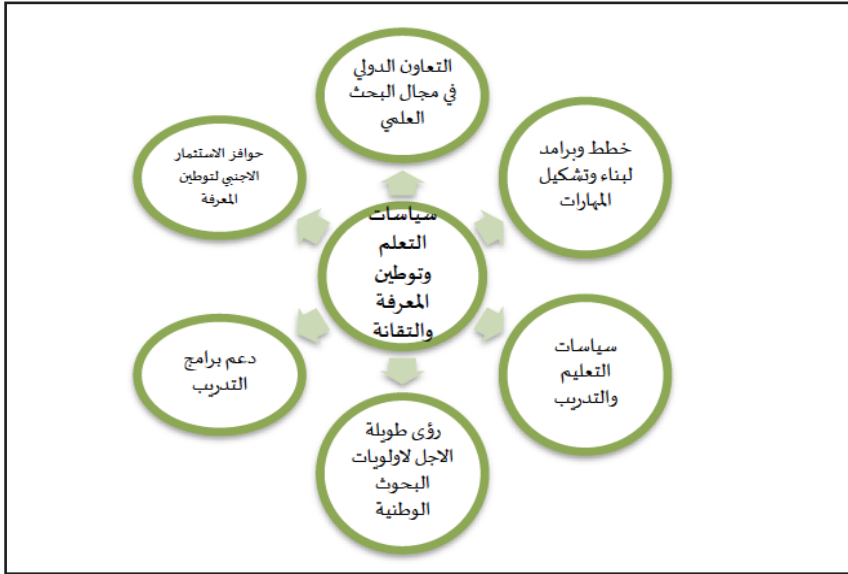 التعاون الدولي
في مجال البحث
العلمي
خطط وبرامد
لبناء وتشكيل
المهارات
حوافز الاستثمار
الاجنبي لتوطين
المعرفة
سياسات
التعلم
وتوطين
المعرفة
والتقانة
سياسات
التعليم
والتدريب
دعم برامج
التدريب
رؤى طويلة
الاجل لاولويات
البحوث
الوطنية